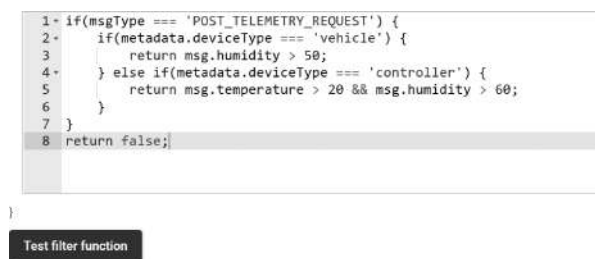 1 if(msgType === 'POST_TELEMETRY_REQUEST') {
2     if(metadata.deviceType === 'vehicle') {
3         return msg.humidity > 50;
4     } else if(metadata.deviceType === 'controller') {
5         return msg.temperature > 20 && msg.humidity > 60;
6     }
7 }
8 return false;
}
Test filter function